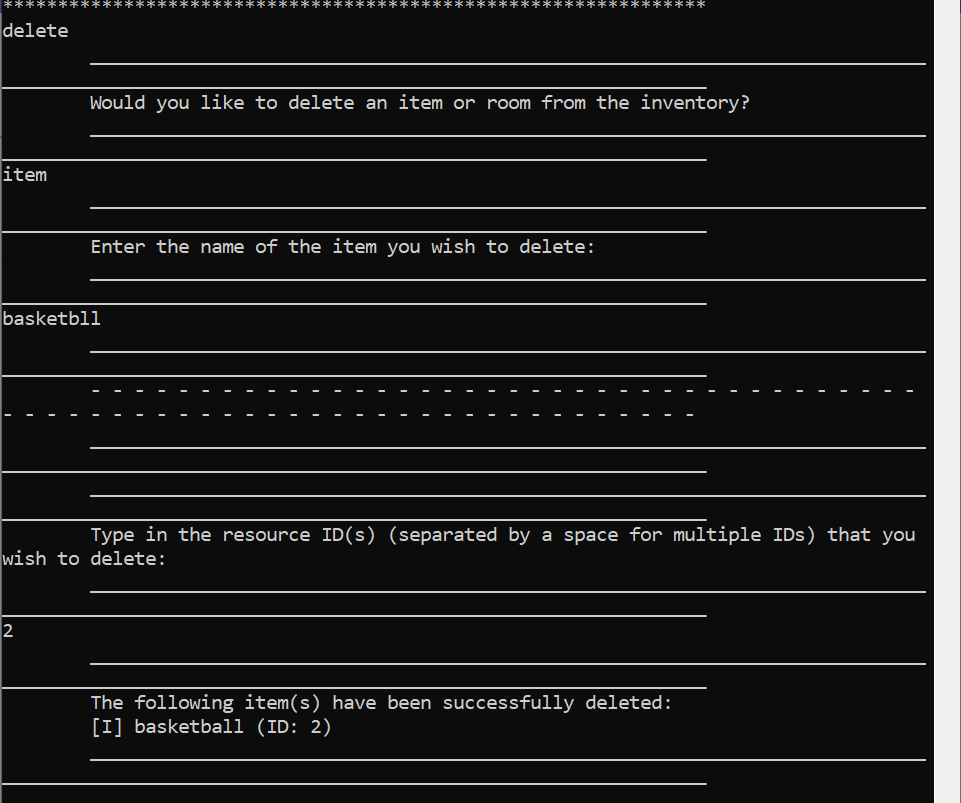 ****************************************************************
delete
Would you like to delete an item or room from the inventory?
item
Enter the name of the item you wish to delete:
basketbll
- - - - - - - - - - - - - - - - - - - - - - - - - - - - - - - - - - - - - -
- - - - - - - - - - - - - - - - - - - - - - - - - - - - - - - -
Type in the resource ID(s) (separated by a space for multiple IDs) that you
wish to delete:
2
The following item(s) have been successfully deleted:
[I] basketball (ID: 2)